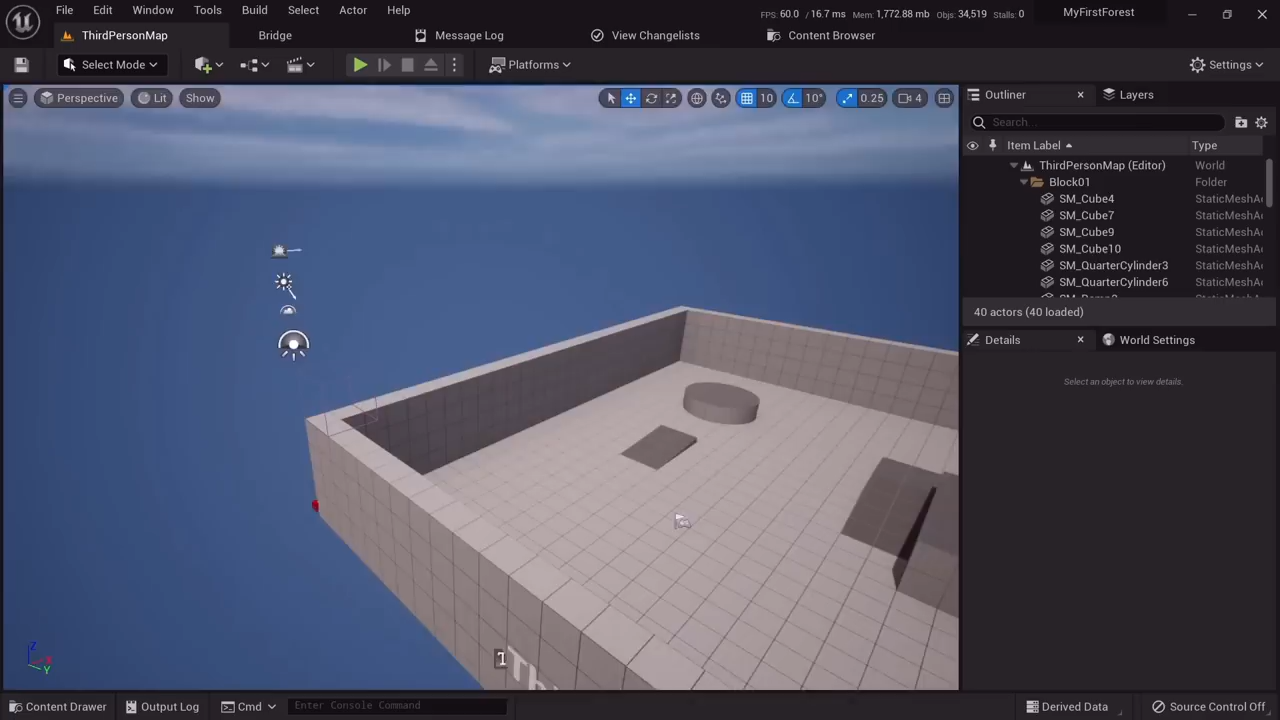 File Edit Window Tools Build Select Actor Help
FPS: 60.0 / 16.7 ms Mem: 1,772.88 mb Objs: 34,519 Stalls: 0
MyFirstForest
ThirdPersonMap
Bridge
Message Log
View Changelists
Content Browser
Select Mode
Platforms
Settings
Perspective
Lit
Show
10
10°
0.25
4
Outliner
Layers
Search...
Item Label
Type
ThirdPersonMap (Editor) World
Block01 Folder
SM_Cube4 StaticMeshA
SM_Cube7 StaticMeshA
SM_Cube9 StaticMeshA
SM_Cube10 StaticMeshA
SM_QuarterCylinder3 StaticMeshA
SM_QuarterCylinder6 StaticMeshA
40 actors (40 loaded)
Details
World Settings
Select an object to view details.
Thi
Z
X
Y
Content Drawer
Output Log
Cmd
Enter Console Command
Derived Data
Source Control Off